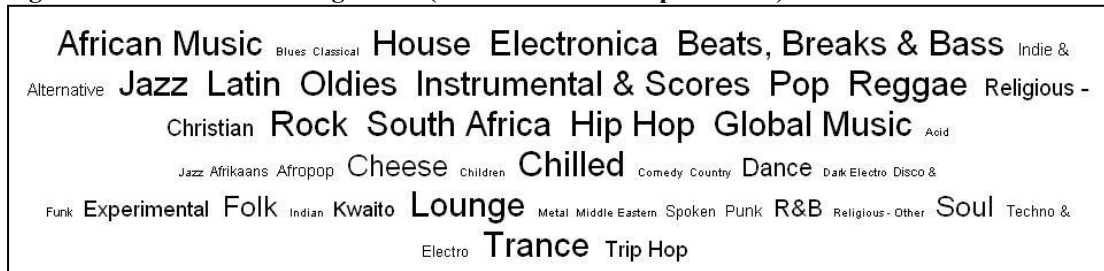 African Music Blues Classical House Electronica Beats, Breaks & Bass Indie &
Alternative Jazz Latin Oldies Instrumental & Scores Pop Reggae Religious -
Christian Rock South Africa Hip Hop Global Music Acid
Jazz Afrikaans Afropop Cheese Children Chilled Comedy Country Dance Dark Electro Disco &
Funk Experimental Folk Indian Kwaito Lounge Metal Middle Eastern Spoken Punk R&B Religious - Other Soul Techno &
Electro Trance Trip Hop